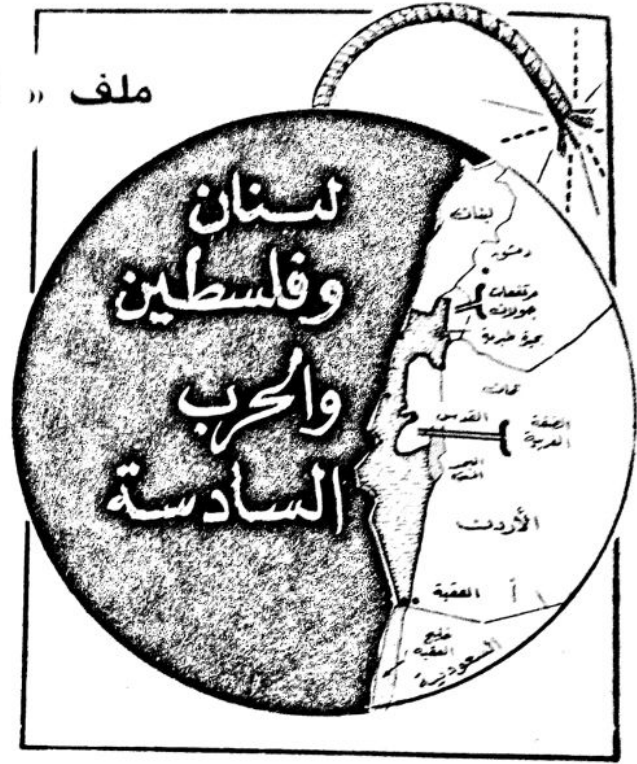 ملف «
لبنان
وفلسطين
والحرب
السادسة
لبنان
دمشق
مرتفعات
جولان
بحيرة طبرية
عمان
القدس
الضفة
الغربية
البحر
الميت
الأردن
العقبة
خليج
العقبة
السعودية